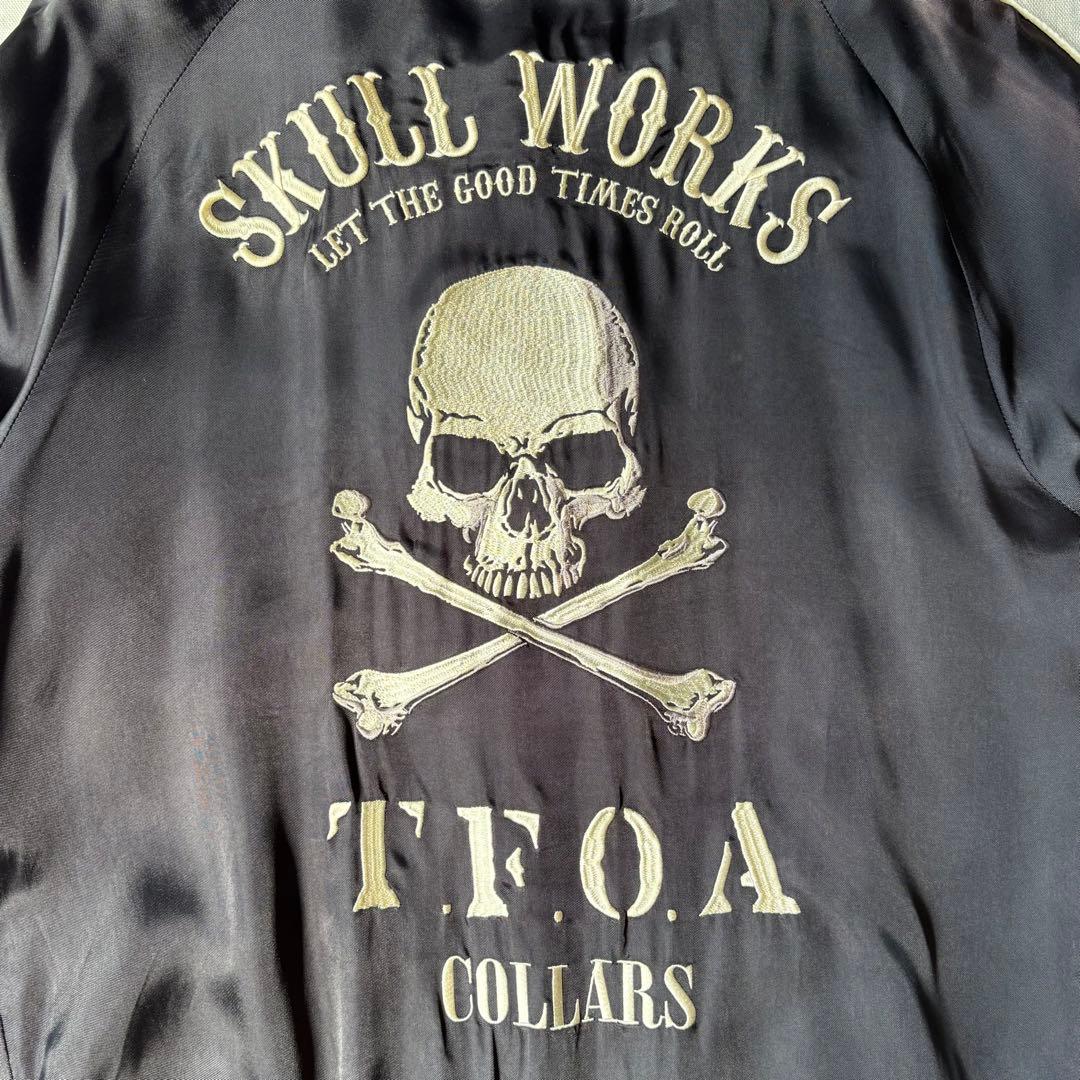 SKULL WORKS
LET THE GOOD TIMES ROLL
T.F.O.A
COLLARS